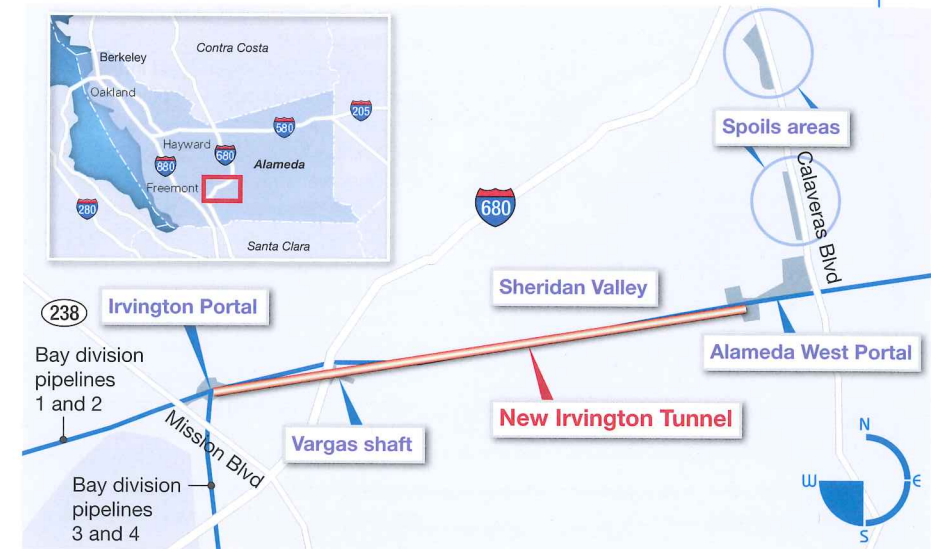 Contra Costa
Berkeley
Oakland
205
580
Hayward
680
880
Alameda
Freemont
280
Santa Clara
Spoils areas
Calaveras Blvd
680
Sheridan Valley
238
Irvington Portal
Bay division
pipelines
1 and 2
Alameda West Portal
New Irvington Tunnel
Mission Blvd
Vargas shaft
Bay division
pipelines
3 and 4
N
W
E
S